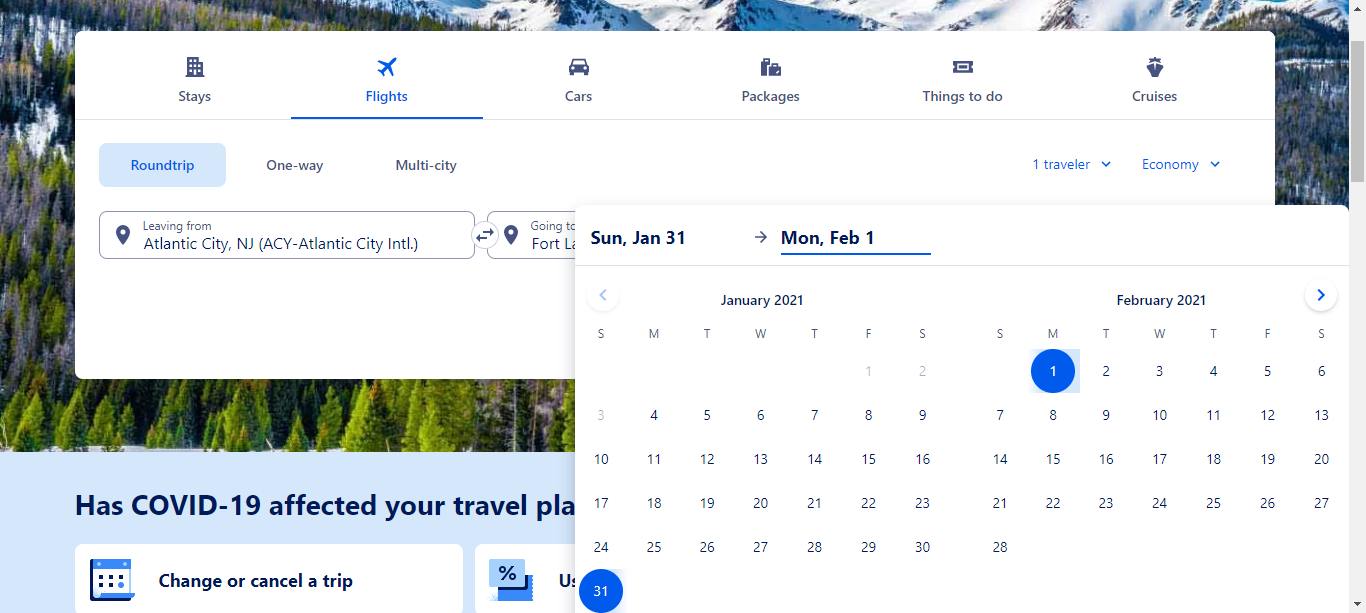 Stays
Flights
Cars
Packages
Things to do
Cruises
Roundtrip One-way Multi-city 1 traveler Economy
Leaving from
Atlantic City, NJ (ACY-Atlantic City Intl.)
Going to
Fort
Sun, Jan 31 → Mon, Feb 1
January 2021
S M T W T F S
1 2
3 4 5 6 7 8 9
10 11 12 13 14 15 16
17 18 19 20 21 22 23
24 25 26 27 28 29 30
31
February 2021
S M T W T F S
1 2 3 4 5 6
7 8 9 10 11 12 13
14 15 16 17 18 19 20
21 22 23 24 25 26 27
28
Has COVID-19 affected your travel
Change or cancel a trip
%